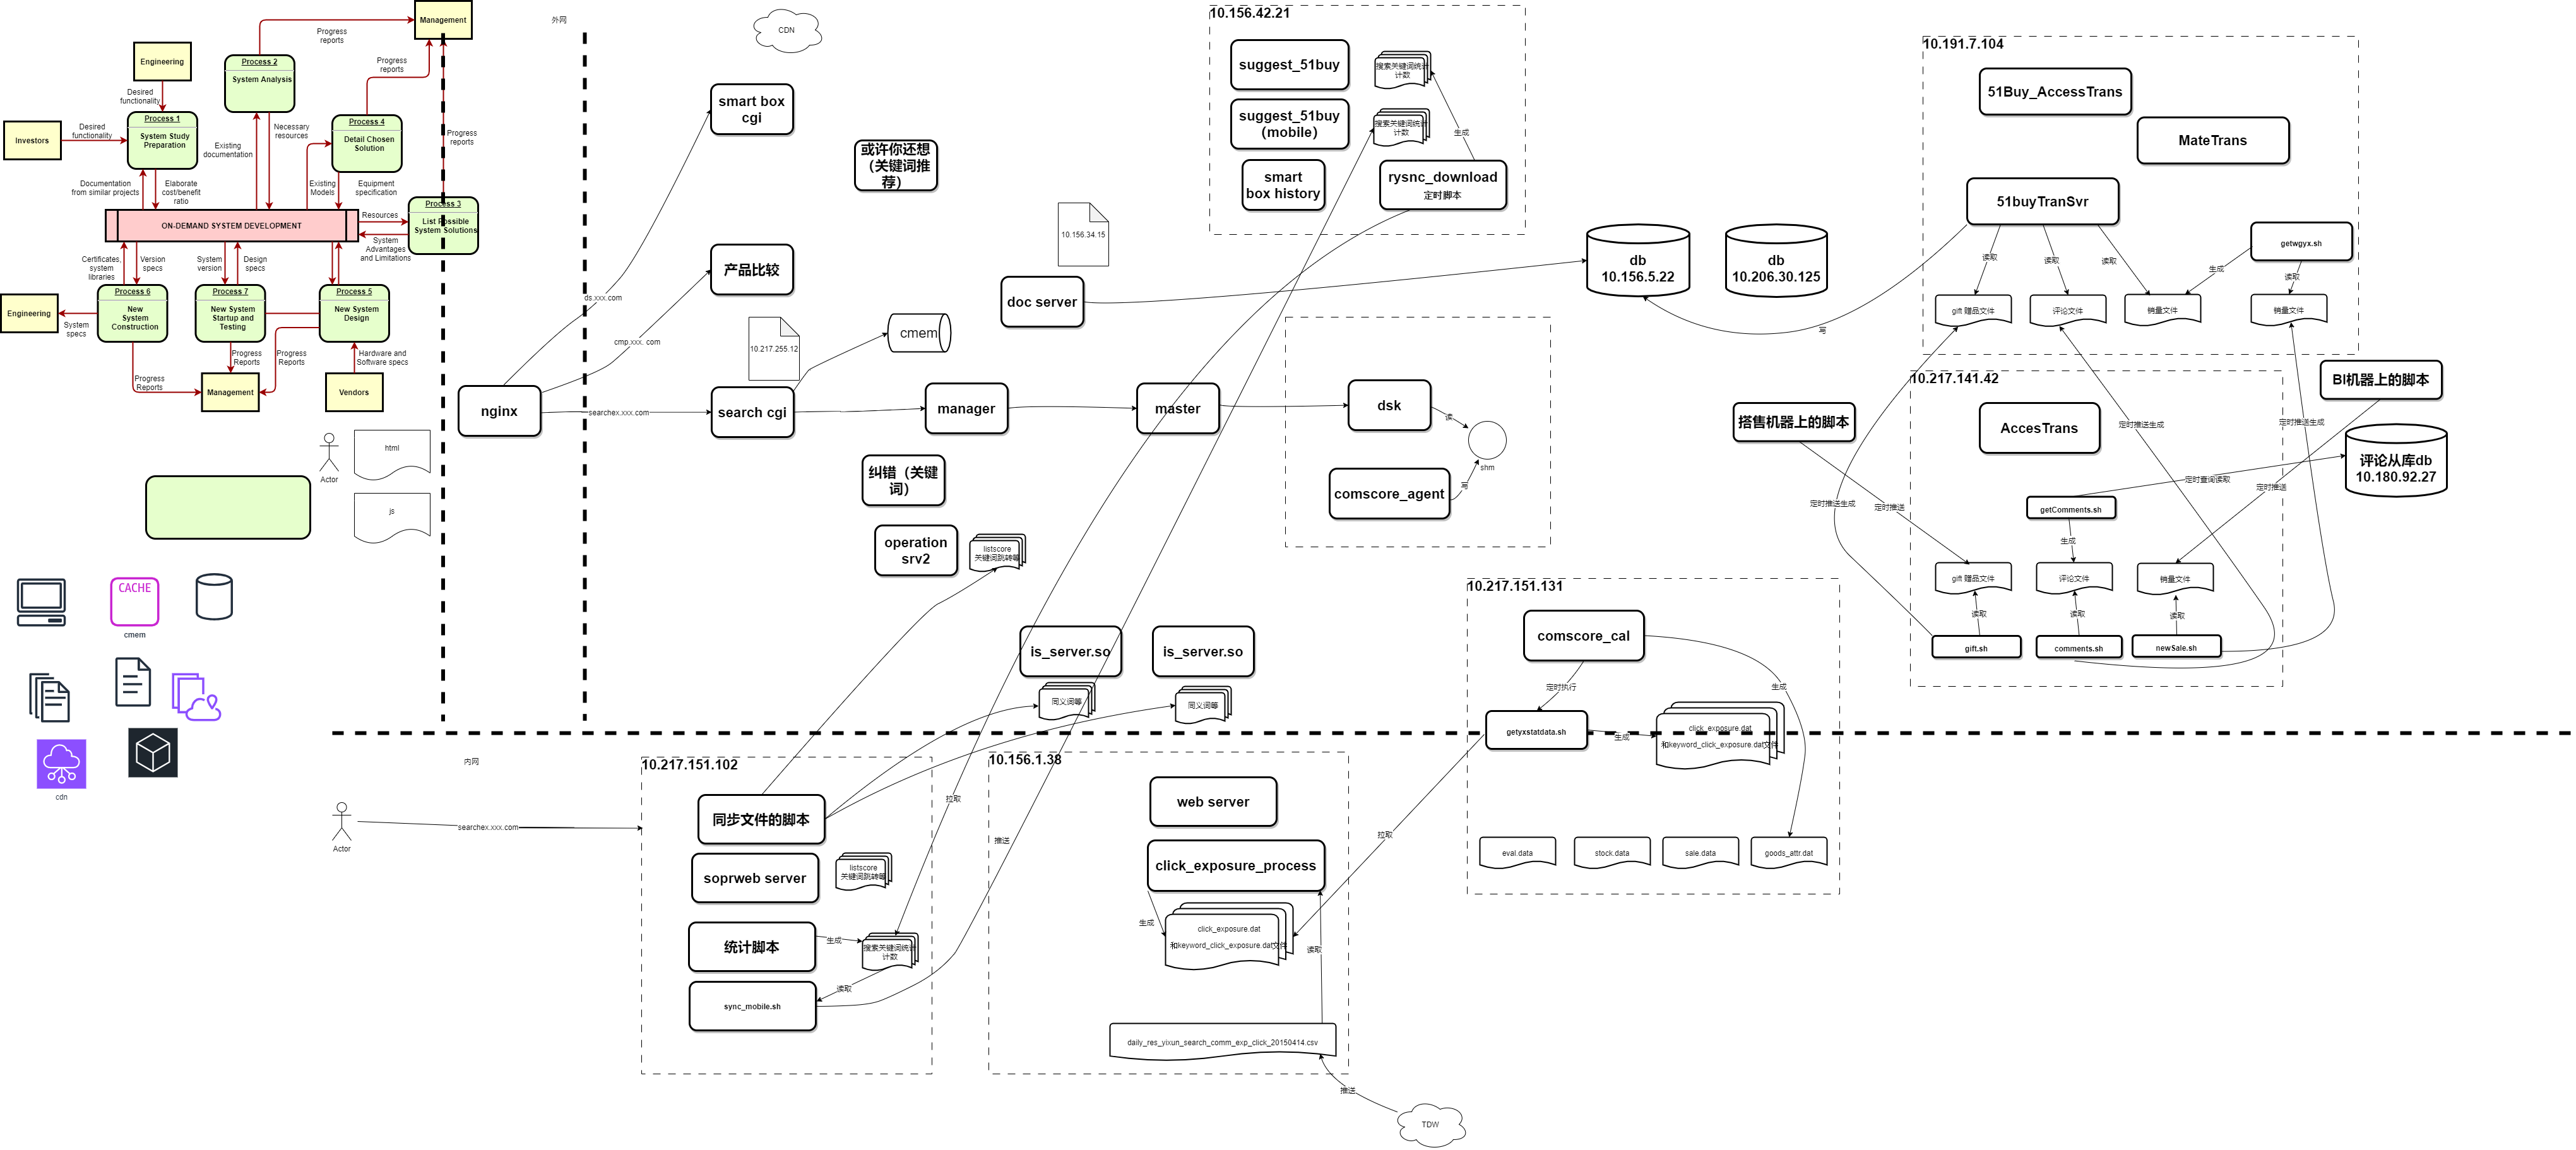 Management
Progress
reports
Engineering
Process 2
System Analysis
Progress
reports
Desired
functionality
Investors
Desired
functionality
Process 1
System Study
Preparation
Existing
documentation
Necessary
resources
Process 4
Detail Chosen
Solution
Progress
reports
Documentation
from similar projects
Elaborate
cost/benefit
ratio
Existing
Models
Equipment
specification
Process 3
List Possible
System Solutions
Resources
System
Advantages
and Limitations
ON-DEMAND SYSTEM DEVELOPMENT
Certificates,
system
libraries
Version
specs
System
version
Design
specs
Engineering
System
specs
Process 6
New
System
Construction
Process 7
New System
Startup and
Testing
Process 5
New System
Design
Progress
Reports
Progress
Reports
Progress
Reports
Hardware and
Software specs
Management
Vendors
Actor
html
js
CACHE
cmem
cdn
外网
CDN
smart box
cgi
或许你还想
（关键词推
荐）
产品比较
ds.xxx.com
cmp.xxx. com
searchex.xxx.com
nginx
10.217.255.12
cmem
search cgi
manager
master
10.156.34.15
doc server
纠错（关键
词）
operation
srv2
listscore
关键词跳转等
is_server.so
同义词等
is_server.so
同义词等
10.156.42.21
suggest_51buy
搜索关键词统计
计数
suggest_51buy
(mobile)
搜索关键词统计
计数
生成
smart
box history
rysnc_download
定时脚本
db
10.156.5.22
db
10.206.30.125
dsk
读
shm
comscore_agent
写
10.191.7.104
51Buy_AccessTrans
MateTrans
51buyTranSvr
getwgyx.sh
读取
读取
读取
生成
读取
gift 赠品文件
评论文件
销量文件
销量文件
写
10.217.141.42
AccesTrans
搭售机器上的脚本
BI机器上的脚本
定时推送生成
定时推送生成
定时推送生成
定时推送
定时查询读取
定时推送
评论从库db
10.180.92.27
getComments.sh
生成
gift 赠品文件
评论文件
销量文件
读取
读取
读取
gift.sh
comments.sh
newSale.sh
10.217.151.131
comscore_cal
定时执行
生成
getyxstatdata.sh
生成
click_exposure.dat
和keyword_click_exposure.dat文件
eval.data
stock.data
sale.data
goods_attr.dat
内网
Actor
searchex.xxx.com
10.217.151.102
同步文件的脚本
soprweb server
listscore
关键词跳转等
统计脚本
生成
搜索关键词统计
计数
读取
sync_mobile.sh
拉取
推送
10.156.1.38
web server
click_exposure_process
生成
click_exposure.dat
和keyword_click_exposure.dat文件
读取
拉取
daily_res_yixun_search_comm_exp_click_20150414.csv
推送
TDW